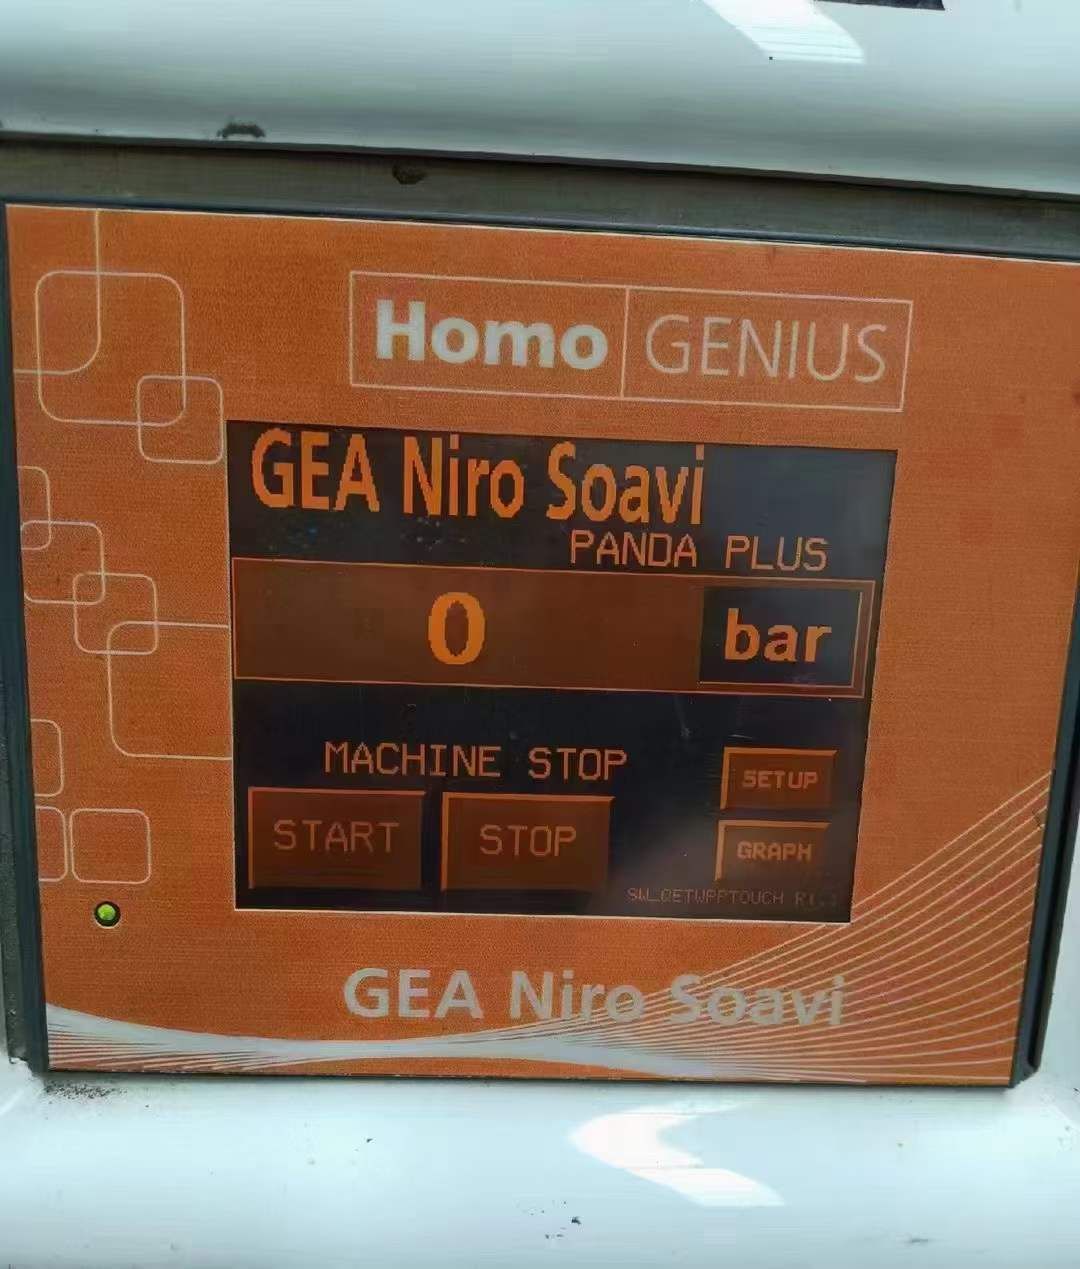 Homo GENIUS
GEA Niro Soavi
PANDA PLUS
0 bar
MACHINE STOP
SETUP
START STOP
GRAPH
GEA Niro Soavi